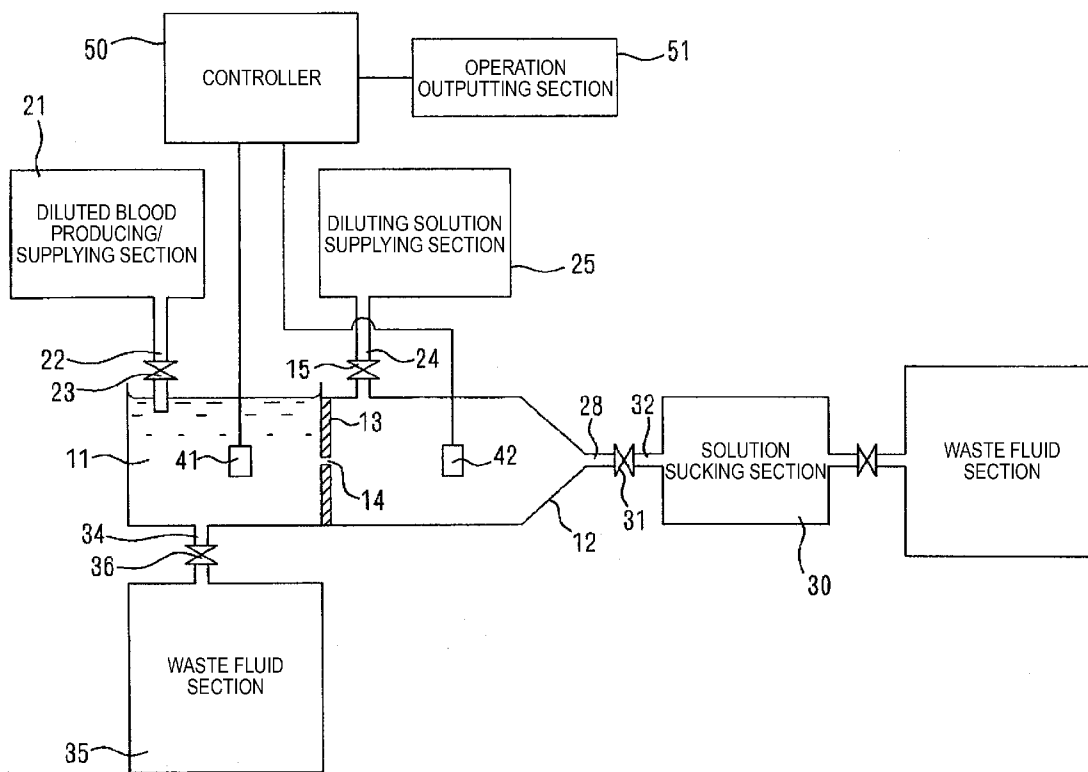 50
CONTROLLER
OPERATION
OUTPUTTING SECTION
51
21
DILUTED BLOOD
PRODUCING/
SUPPLYING SECTION
DILUTING SOLUTION
SUPPLYING SECTION
25
22
23
15
24
11
41
13
14
42
12
28
31
32
SOLUTION
SUCKING SECTION
30
WASTE FLUID
SECTION
34
36
WASTE FLUID
SECTION
35